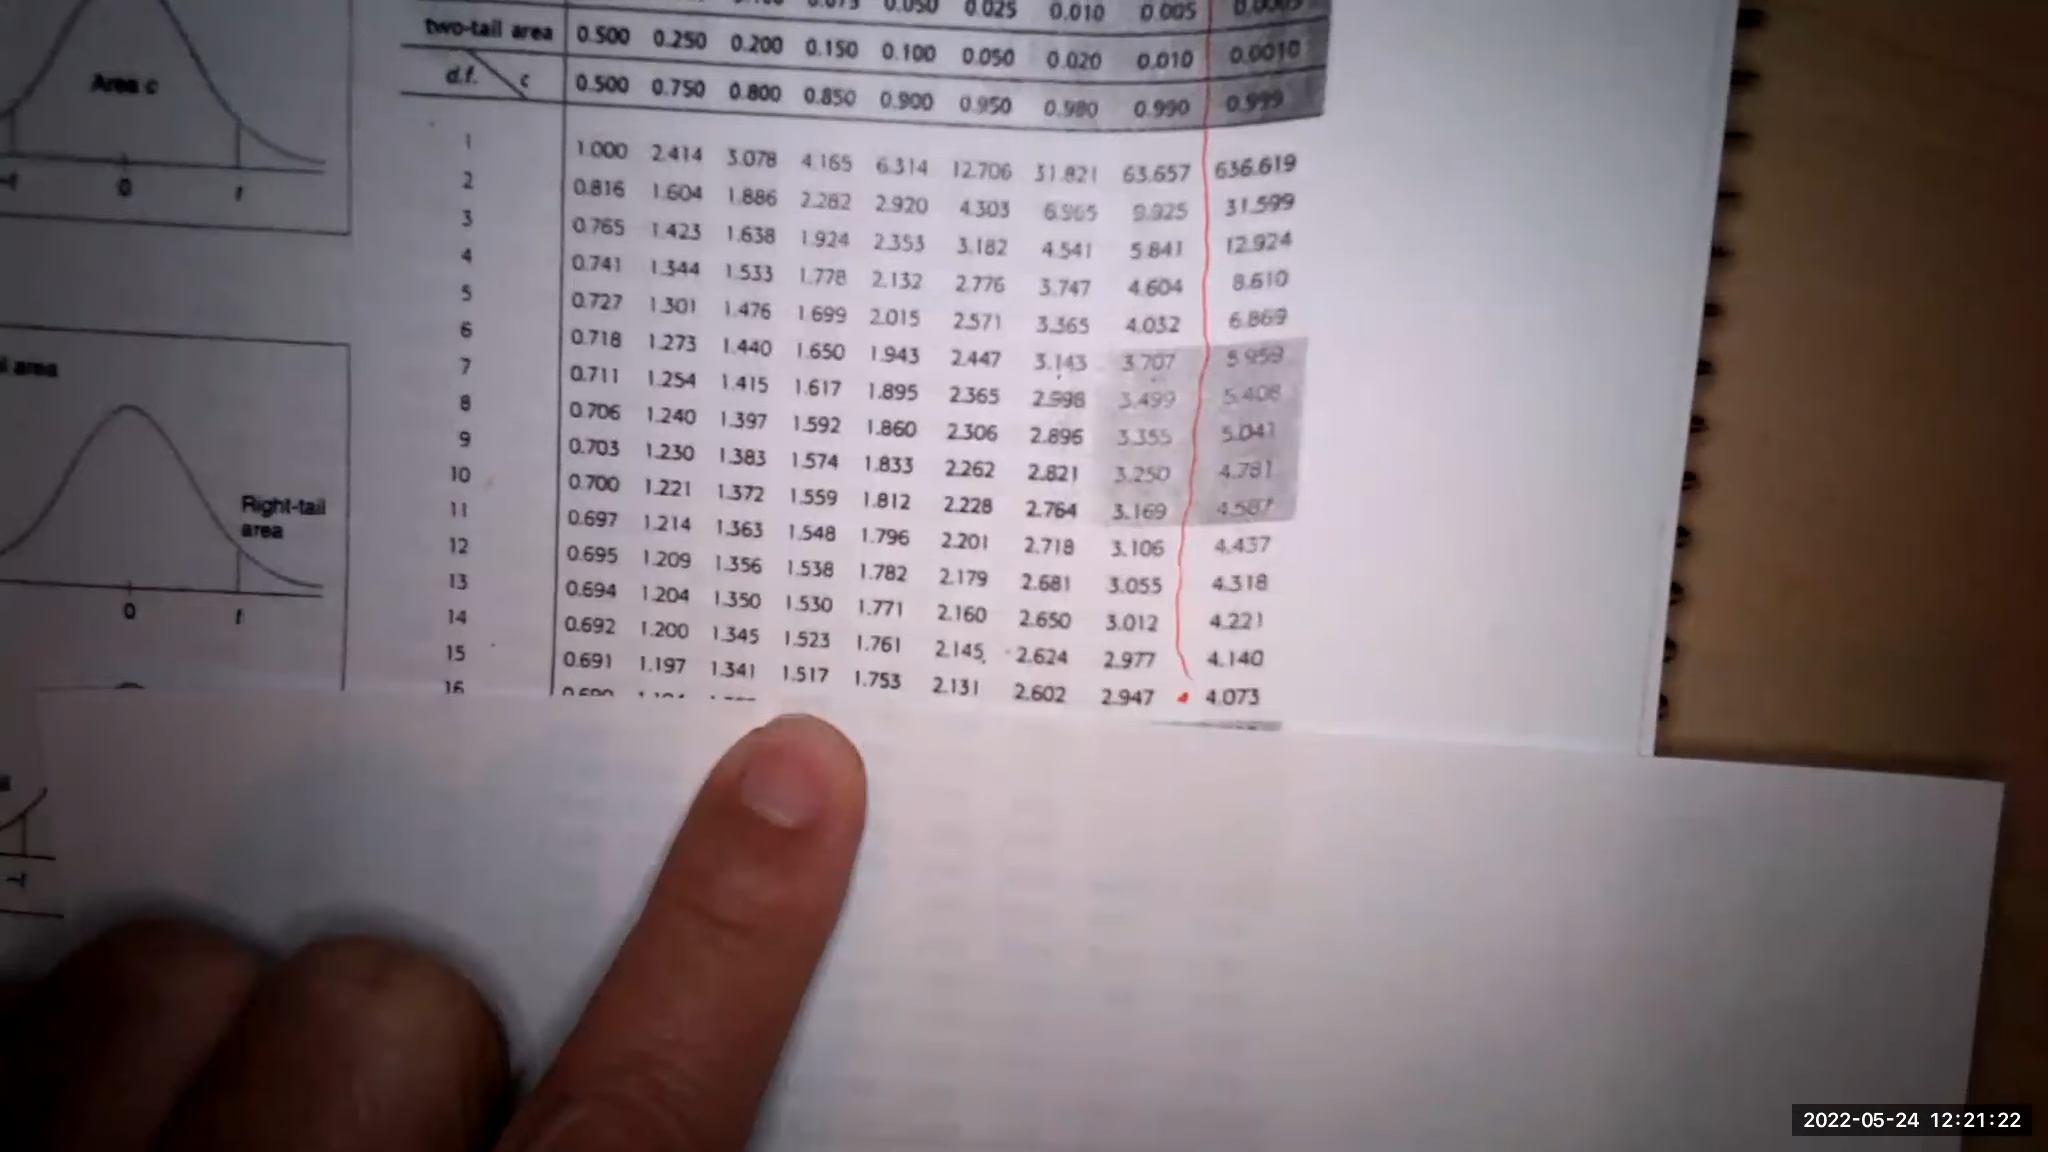 0.050 0.025 0.010 0.005
two-tail area 0.500 0.250 0.200 0.150 0.100 0.050 0.020 0.010 0.0010
d.f. c 0.500 0.750 0.800 0.850 0.900 0.950 0.980 0.990 0.999
Area c
-t 0 t
1 1.000 2.414 3.078 4.165 6.314 12.706 31.821 63.657 636.619
2 0.816 1.604 1.886 2.282 2.920 4.303 6.965 9.925 31.599
3 0.765 1.423 1.638 1.924 2.353 3.182 4.541 5.841 12.924
4 0.741 1.344 1.533 1.778 2.132 2.776 3.747 4.604 8.610
5 0.727 1.301 1.476 1.699 2.015 2.571 3.365 4.032 6.869
6 0.718 1.273 1.440 1.650 1.943 2.447 3.143 3.707 5.959
7 0.711 1.254 1.415 1.617 1.895 2.365 2.998 3.499 5.408
8 0.706 1.240 1.397 1.592 1.860 2.306 2.896 3.355 5.041
9 0.703 1.230 1.383 1.574 1.833 2.262 2.821 3.250 4.781
10 0.700 1.221 1.372 1.559 1.812 2.228 2.764 3.169 4.587
11 0.697 1.214 1.363 1.548 1.796 2.201 2.718 3.106 4.437
12 0.695 1.209 1.356 1.538 1.782 2.179 2.681 3.055 4.318
13 0.694 1.204 1.350 1.530 1.771 2.160 2.650 3.012 4.221
14 0.692 1.200 1.345 1.523 1.761 2.145 2.624 2.977 4.140
15 0.691 1.197 1.341 1.517 1.753 2.131 2.602 2.947 4.073
16
area
Right-tail
area
0 t
2022-05-24 12:21:22